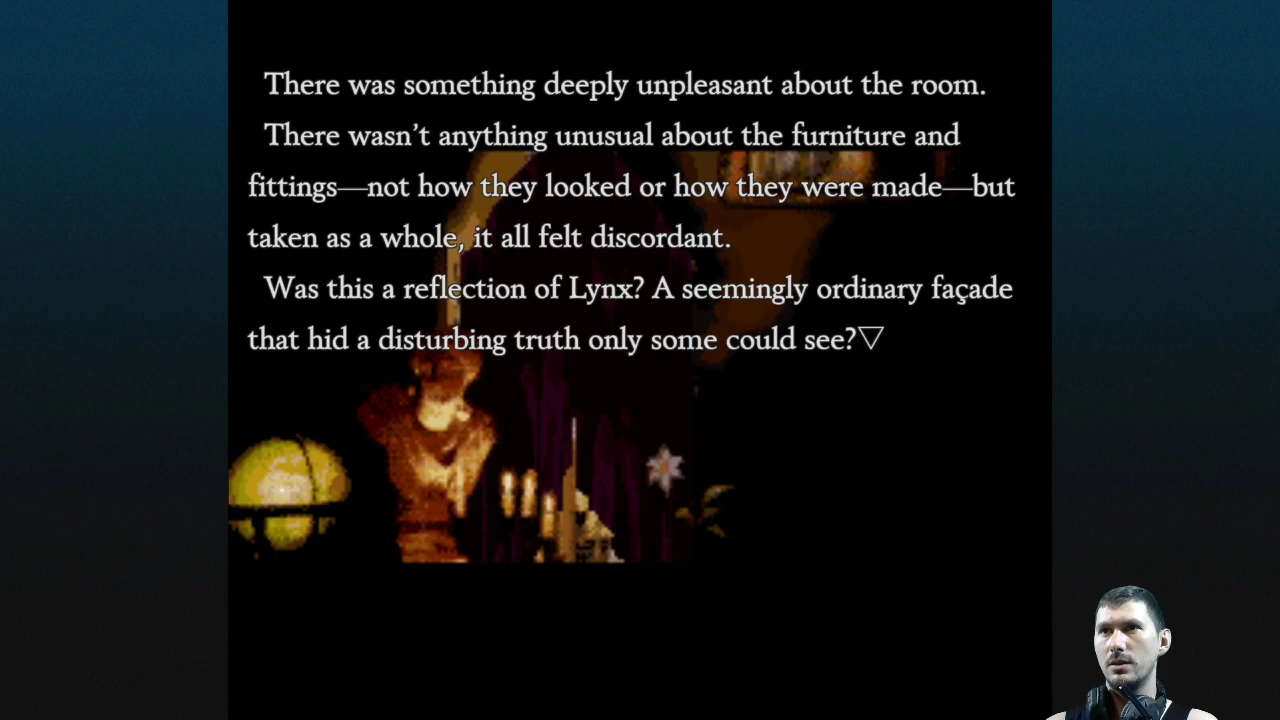 There was something deeply unpleasant about the room.
There wasn't anything unusual about the furniture and
fittings—not how they looked or how they were made—but
taken as a whole, it all felt discordant.
Was this a reflection of Lynx? A seemingly ordinary façade
that hid a disturbing truth only some could see?▽